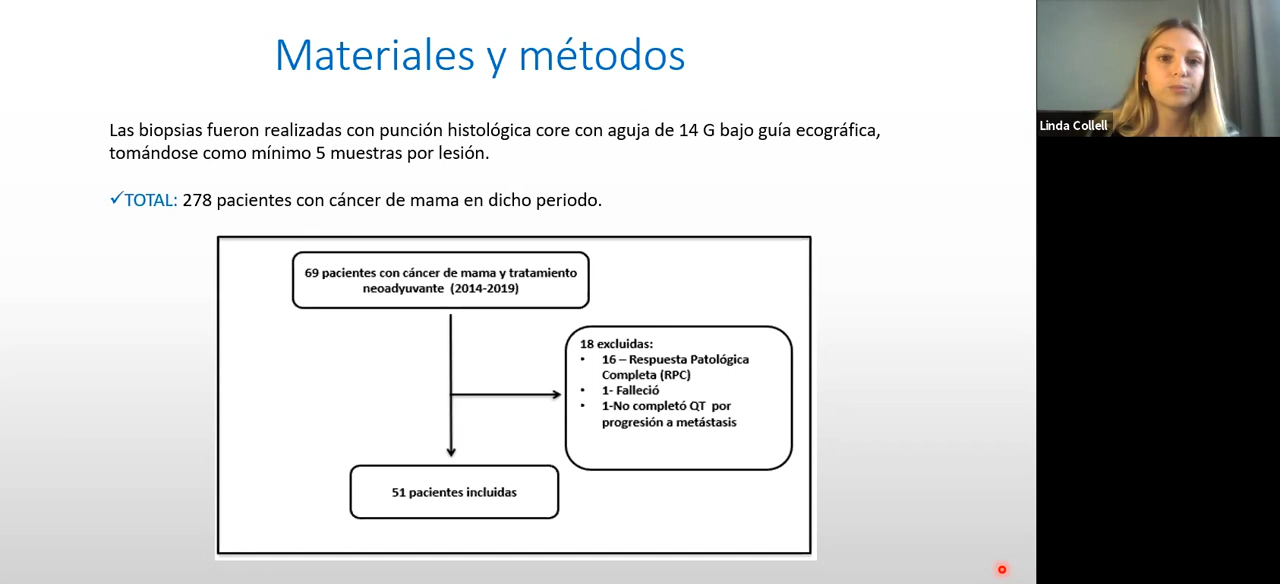 Materiales y métodos
Las biopsias fueron realizadas con punción histológica core con aguja de 14 G bajo guía ecográfica,
tomándose como mínimo 5 muestras por lesión.
✓TOTAL: 278 pacientes con cáncer de mama en dicho periodo.
69 pacientes con cáncer de mama y tratamiento
neoadyuvante (2014-2019)
18 excluidas:
• 16 – Respuesta Patológica
Completa (RPC)
• 1- Falleció
• 1-No completó QT por
progresión a metástasis
51 pacientes incluidas
Linda Collell